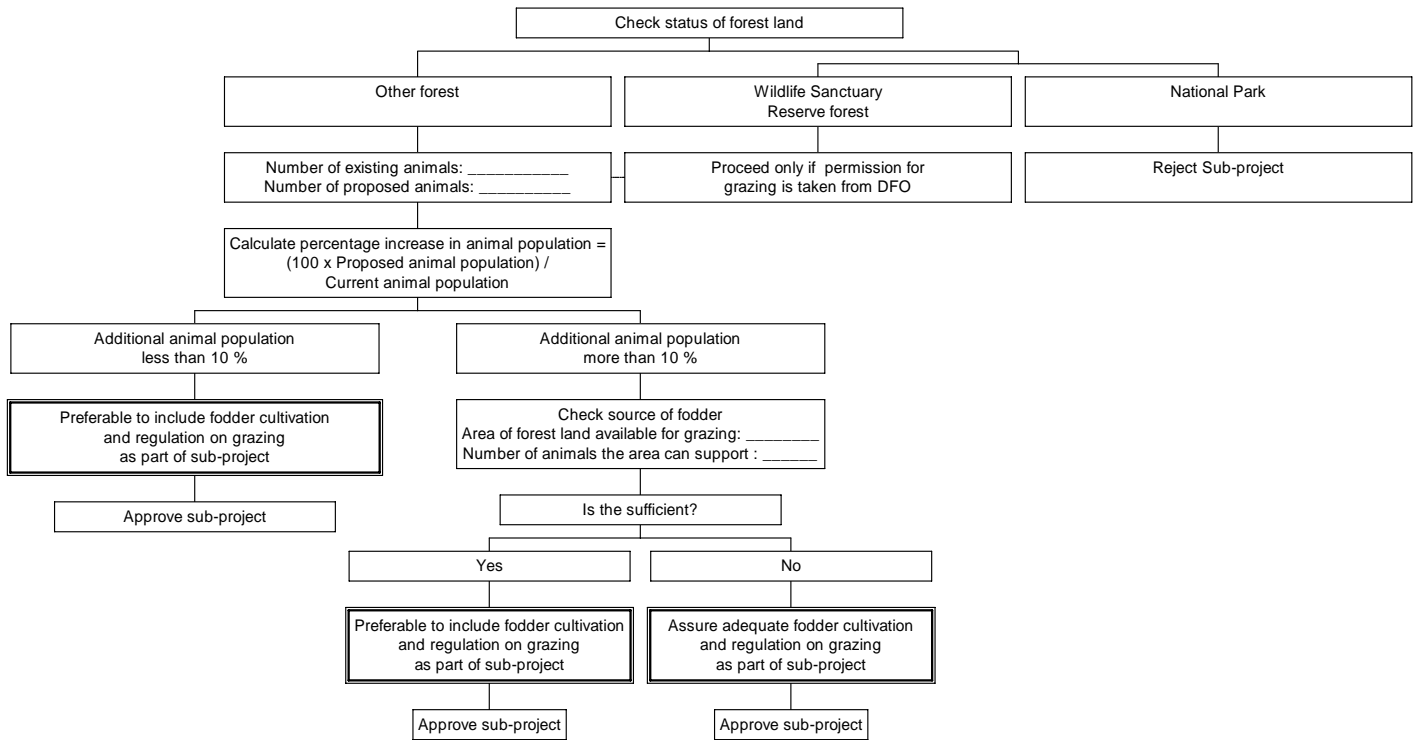 Check status of forest land
Other forest
Wildlife Sanctuary
Reserve forest
National Park
Number of existing animals: ___________
Number of proposed animals: __________
Proceed only if permission for
grazing is taken from DFO
Reject Sub-project
Calculate percentage increase in animal population =
(100 x Proposed animal population) /
Current animal population
Additional animal population
less than 10 %
Additional animal population
more than 10 %
Preferable to include fodder cultivation
and regulation on grazing
as part of sub-project
Check source of fodder
Area of forest land available for grazing: ________
Number of animals the area can support : ______
Approve sub-project
Is the sufficient?
Yes
No
Preferable to include fodder cultivation
and regulation on grazing
as part of sub-project
Assure adequate fodder cultivation
and regulation on grazing
as part of sub-project
Approve sub-project
Approve sub-project